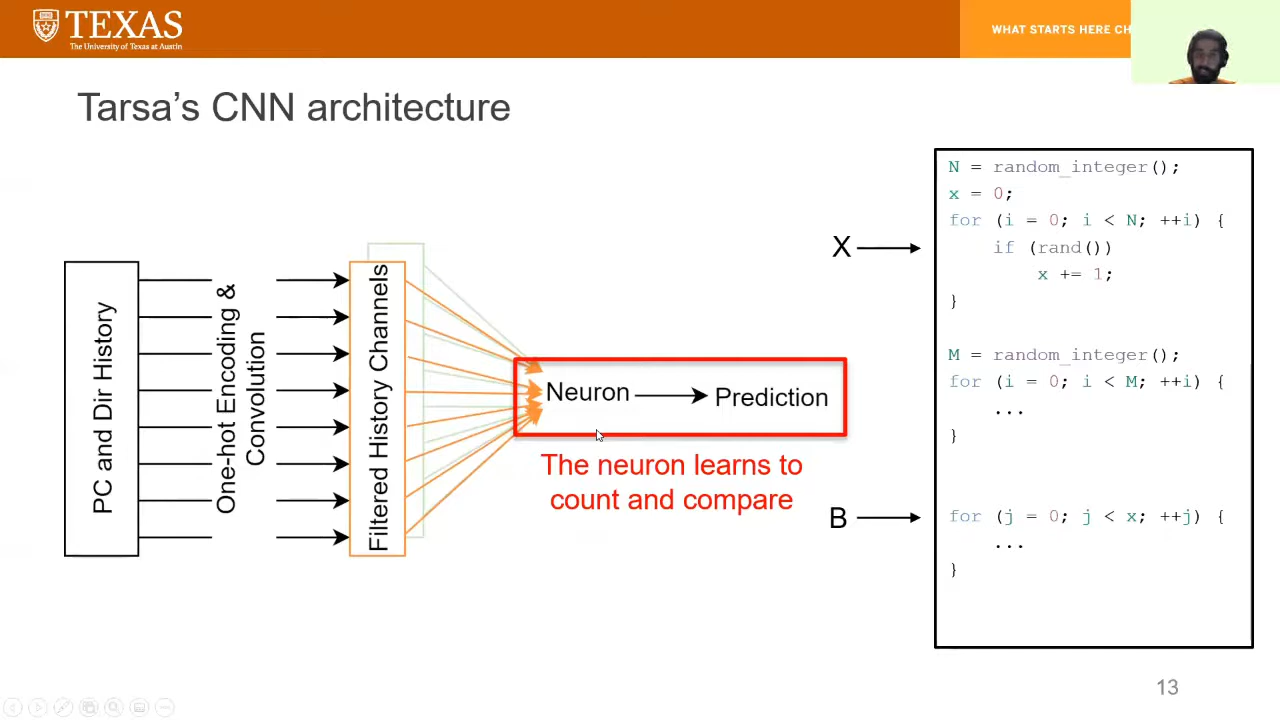 TEXAS
The University of Texas at Austin
WHAT STARTS HERE CH
Tarsa's CNN architecture
PC and Dir History
One-hot Encoding &
Convolution
Filtered History Channels
Neuron
Prediction
The neuron learns to
count and compare
X
B
N = random_integer();
x = 0;
for (i = 0; i < N; ++i) {
if (rand())
x += 1;
}
M = random_integer();
for (i = 0; i < M; ++i) {
...
}
for (j = 0; j < x; ++j) {
...
}
13